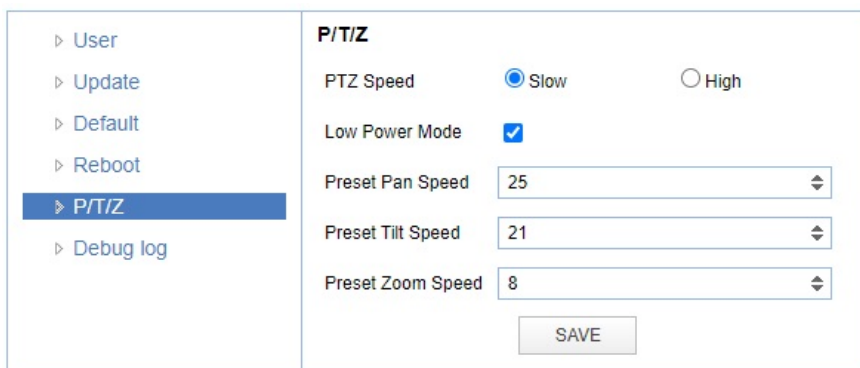 User
Update
Default
Reboot
P/T/Z
Debug log
P/T/Z
PTZ Speed Slow High
Low Power Mode
Preset Pan Speed 25
Preset Tilt Speed 21
Preset Zoom Speed 8
SAVE